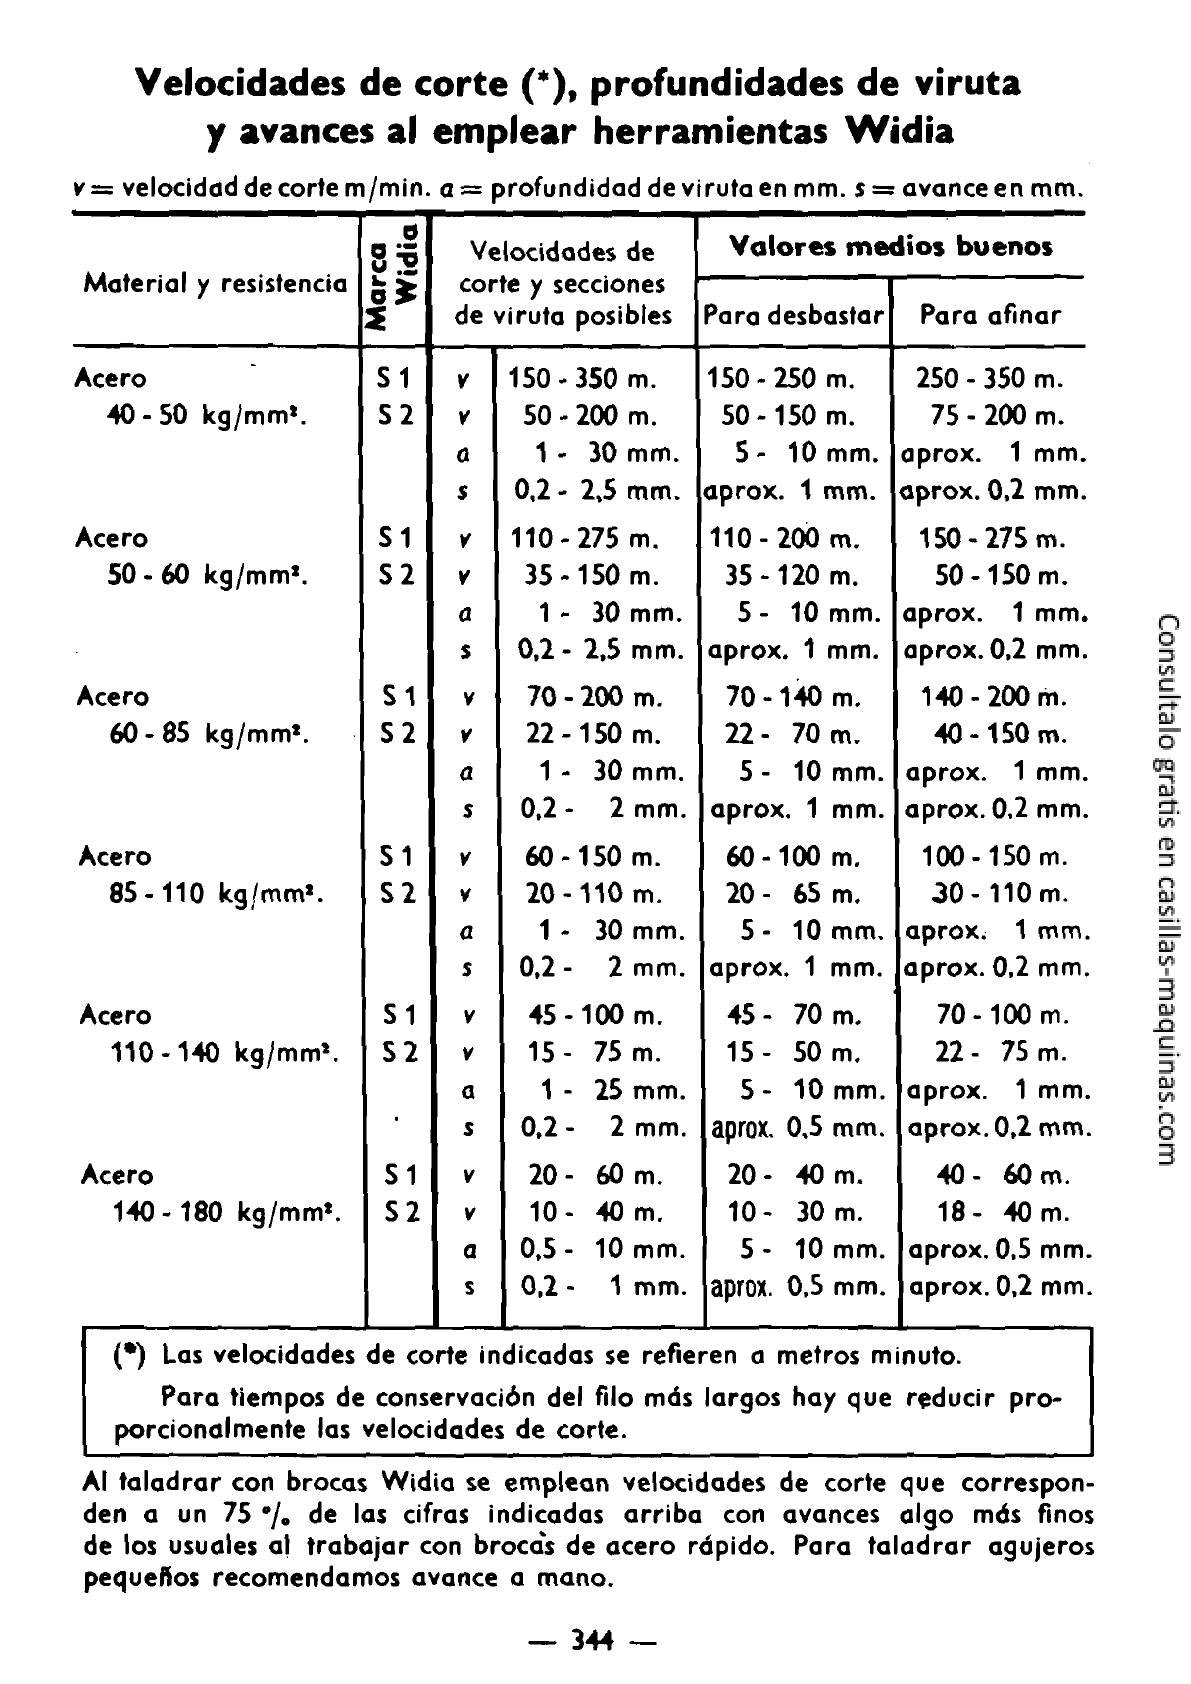 Velocidades de corte (*), profundidades de viruta
y avances al emplear herramientas Widia
v = velocidad de corte m/min. a = profundidad de viruta en mm. s = avance en mm.
Material y resistencia
Marca
Widia
Velocidades de
corte y secciones
de viruta posibles
Valores medios buenos
Para desbastar
Para afinar
Acero S 1 v 150 - 350 m. 150 - 250 m. 250 - 350 m.
40 - 50 kg/mm². S 2 v 50 - 200 m. 50 - 150 m. 75 - 200 m.
a 1 - 30 mm. 5 - 10 mm. aprox. 1 mm.
s 0,2 - 2,5 mm. aprox. 1 mm. aprox. 0,2 mm.
Acero S 1 v 110 - 275 m. 110 - 200 m. 150 - 275 m.
50 - 60 kg/mm². S 2 v 35 - 150 m. 35 - 120 m. 50 - 150 m.
a 1 - 30 mm. 5 - 10 mm. aprox. 1 mm.
s 0,2 - 2,5 mm. aprox. 1 mm. aprox. 0,2 mm.
Acero S 1 v 70 - 200 m. 70 - 140 m. 140 - 200 m.
60 - 85 kg/mm². S 2 v 22 - 150 m. 22 - 70 m. 40 - 150 m.
a 1 - 30 mm. 5 - 10 mm. aprox. 1 mm.
s 0,2 - 2 mm. aprox. 1 mm. aprox. 0,2 mm.
Acero S 1 v 60 - 150 m. 60 - 100 m. 100 - 150 m.
85 - 110 kg/mm². S 2 v 20 - 110 m. 20 - 65 m. 30 - 110 m.
a 1 - 30 mm. 5 - 10 mm. aprox. 1 mm.
s 0,2 - 2 mm. aprox. 1 mm. aprox. 0,2 mm.
Acero S 1 v 45 - 100 m. 45 - 70 m. 70 - 100 m.
110 - 140 kg/mm². S 2 v 15 - 75 m. 15 - 50 m. 22 - 75 m.
a 1 - 25 mm. 5 - 10 mm. aprox. 1 mm.
s 0,2 - 2 mm. aprox. 0,5 mm. aprox. 0,2 mm.
Acero S 1 v 20 - 60 m. 20 - 40 m. 40 - 60 m.
140 - 180 kg/mm². S 2 v 10 - 40 m. 10 - 30 m. 18 - 40 m.
a 0,5 - 10 mm. 5 - 10 mm. aprox. 0,5 mm.
s 0,2 - 1 mm. aprox. 0,5 mm. aprox. 0,2 mm.
(*) Las velocidades de corte indicadas se refieren a metros minuto.
Para tiempos de conservación del filo más largos hay que reducir pro-
porcionalmente las velocidades de corte.
Al taladrar con brocas Widia se emplean velocidades de corte que correspon-
den a un 75 % de las cifras indicadas arriba con avances algo más finos
de los usuales al trabajar con brocas de acero rápido. Para taladrar agujeros
pequeños recomendamos avance a mano.
— 344 —
Consultalo gratis en casillas-maquinas.com